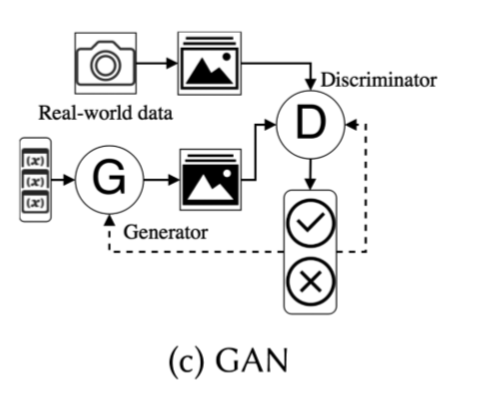 Discriminator
D
Real-world data
(x)
(x)
(x)
G
Generator
(c) GAN